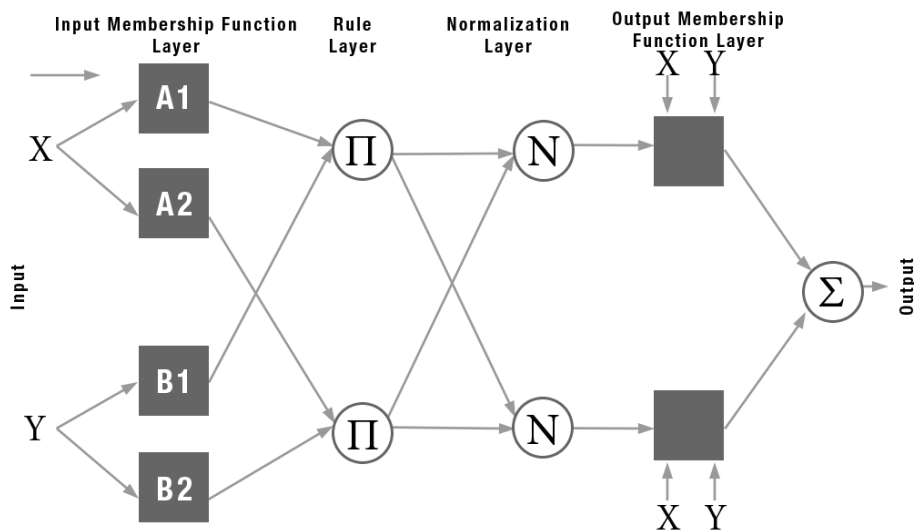 Input Membership Function
Layer
Rule
Layer
Normalization
Layer
Output Membership
Function Layer
X
Y
A1
X
A2
Π
N
Input
Σ
Output
B1
Y
B2
Π
N
X
Y